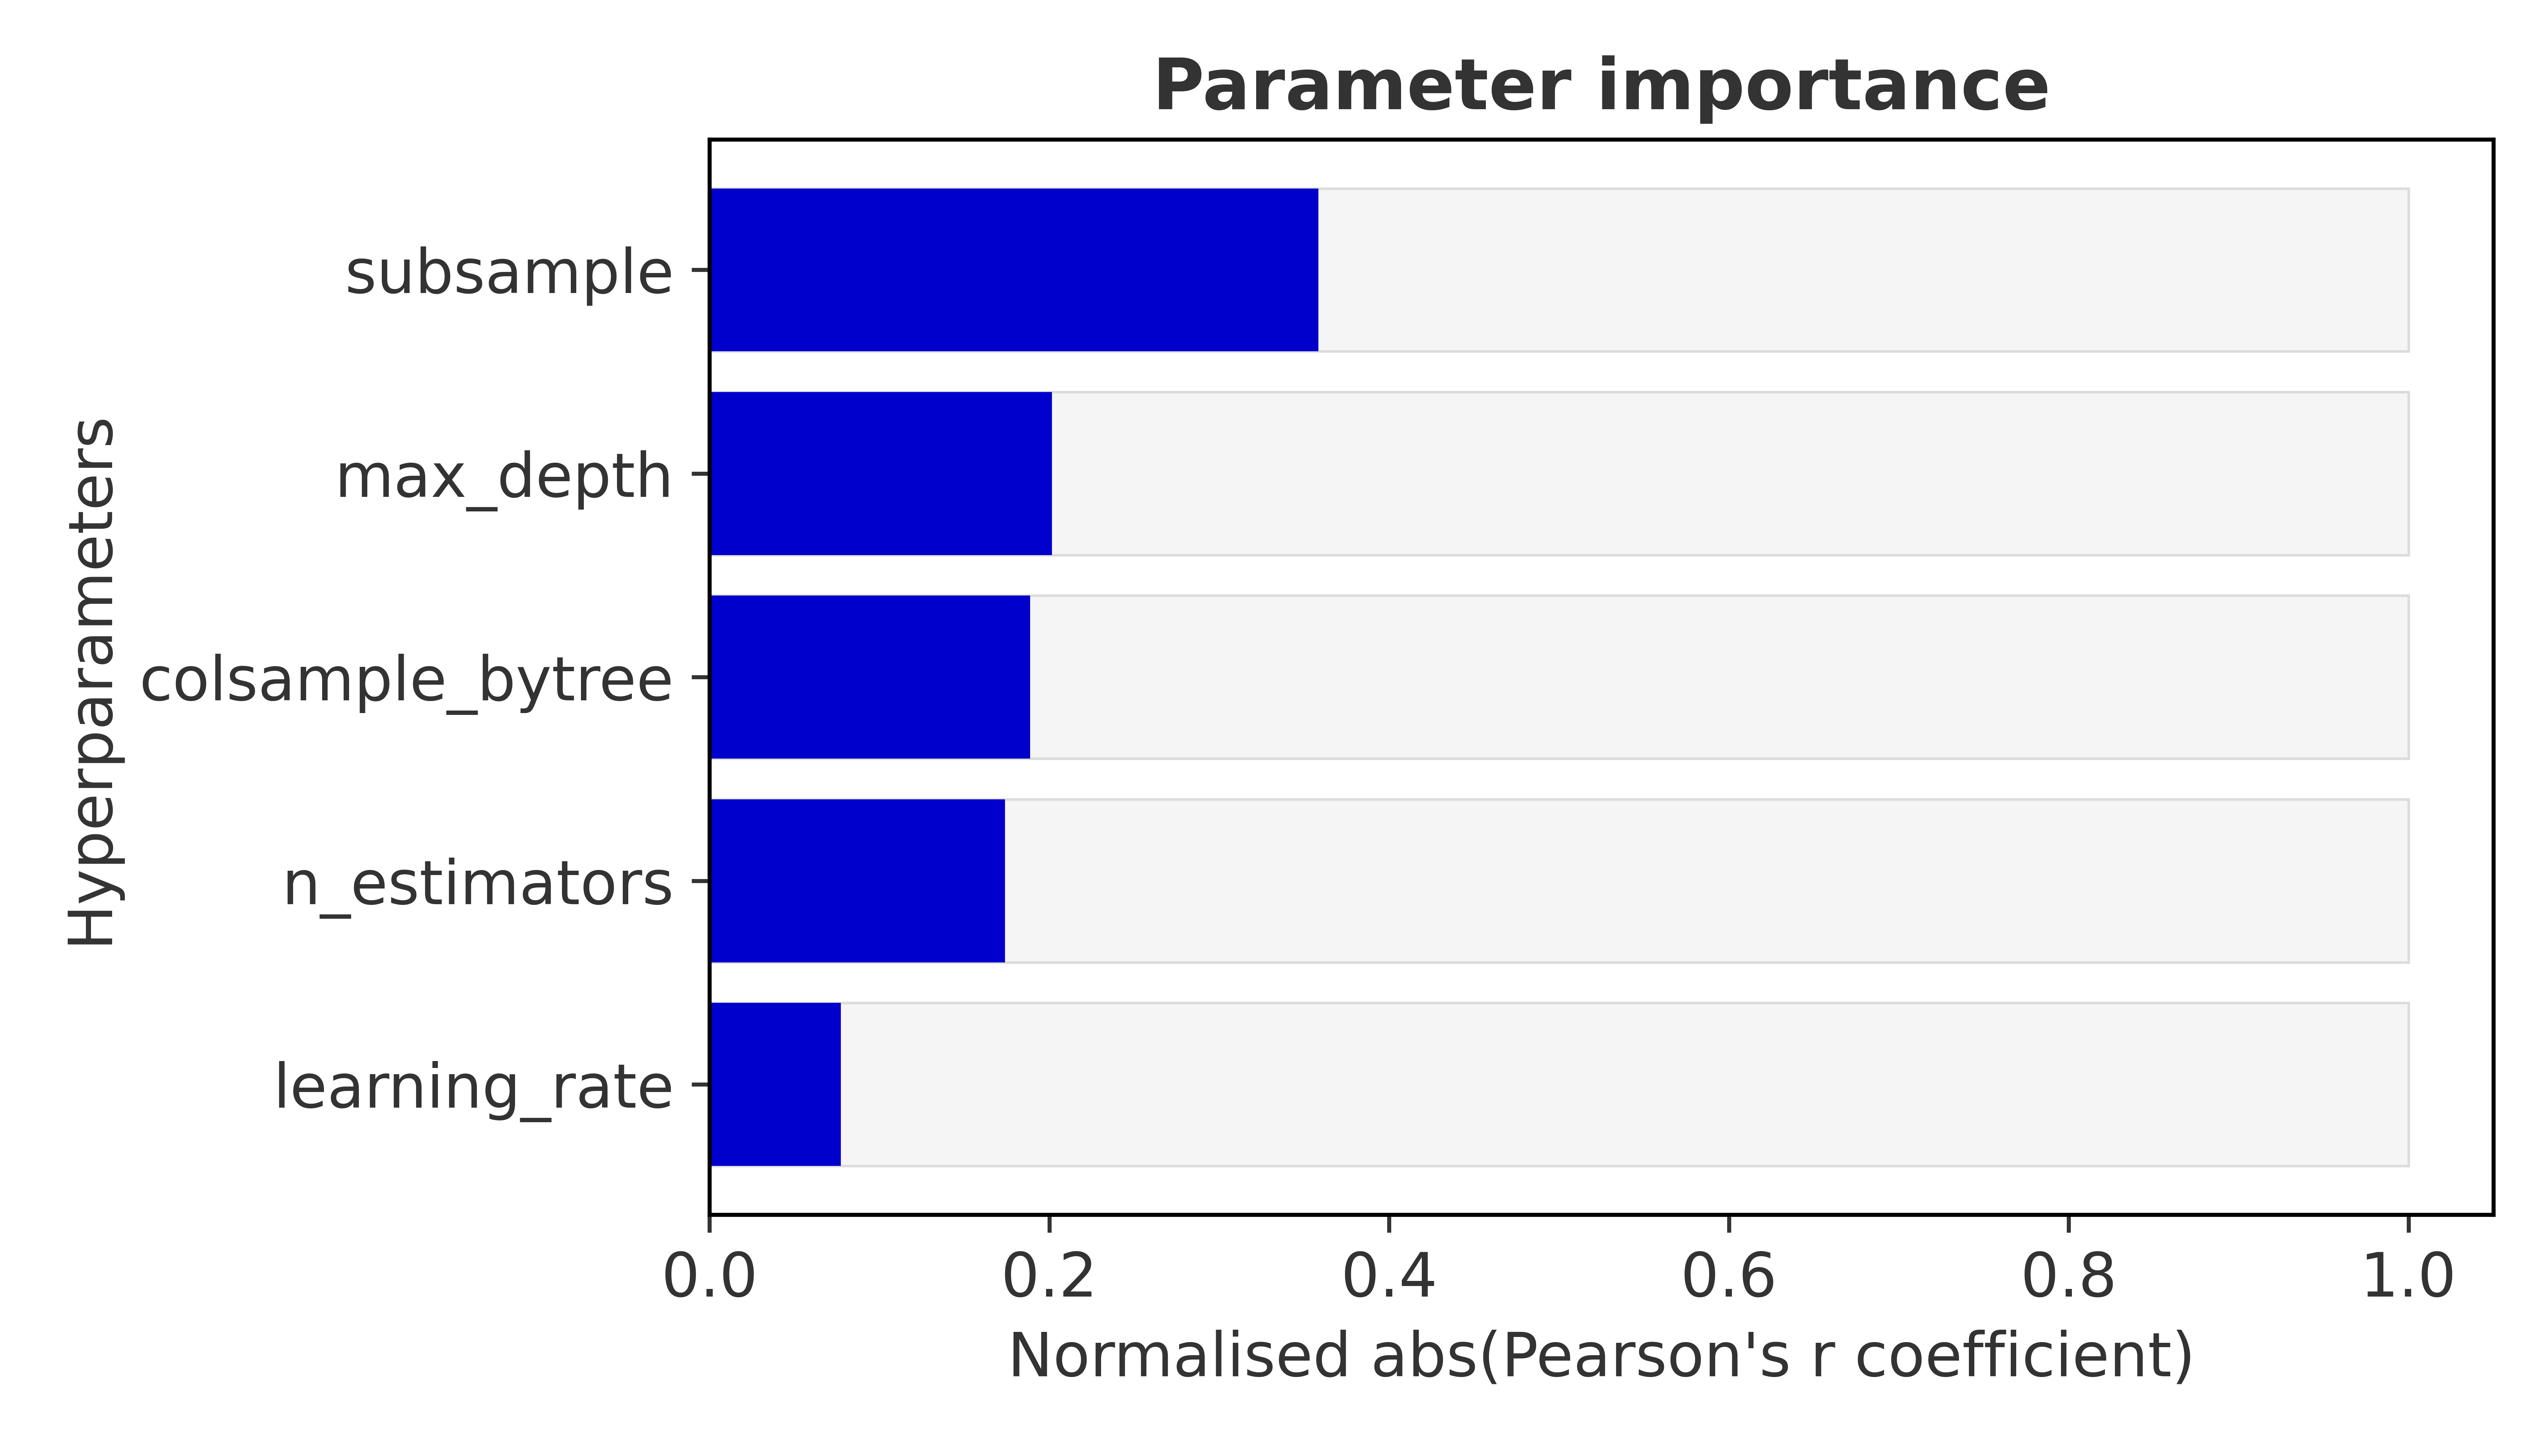 Parameter importance
Hyperparameters
subsample
max_depth
colsample_bytree
n_estimators
learning_rate
0.0 0.2 0.4 0.6 0.8 1.0
Normalised abs(Pearson's r coefficient)